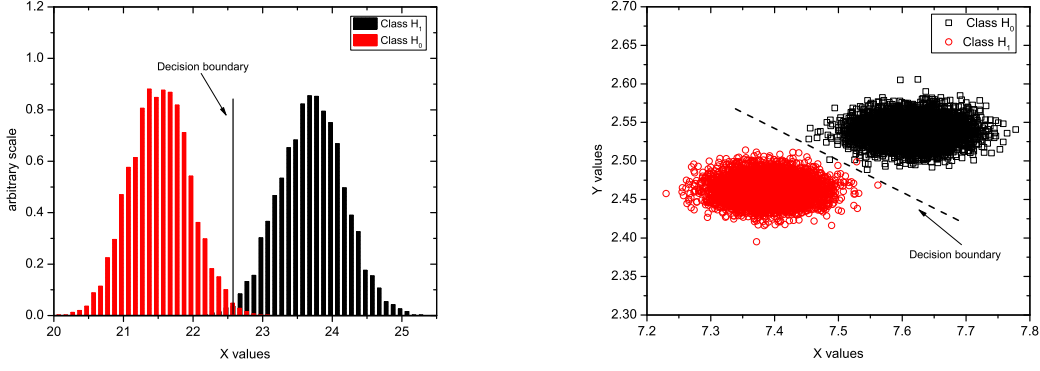 1.2
1.0
0.8
0.6
0.4
0.2
0.0
arbitrary scale
Class H1
Class H0
Decision boundary
20 21 22 23 24 25
X values
2.70
2.65
2.60
2.55
2.50
2.45
2.40
2.35
2.30
Y values
Class H0
Class H1
Decision boundary
7.2 7.3 7.4 7.5 7.6 7.7 7.8
X values